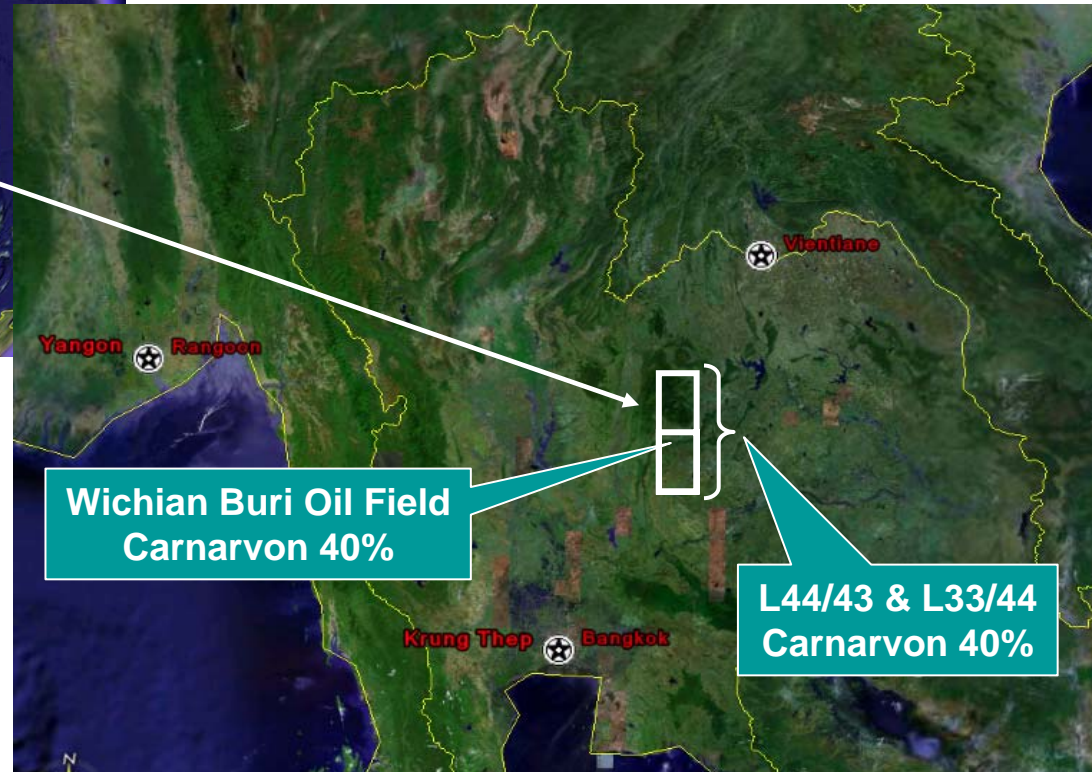 Vientiane
Yangon Rangoon
Wichian Buri Oil Field
Carnarvon 40%
L44/43 & L33/44
Carnarvon 40%
Krung Thep Bangkok
N